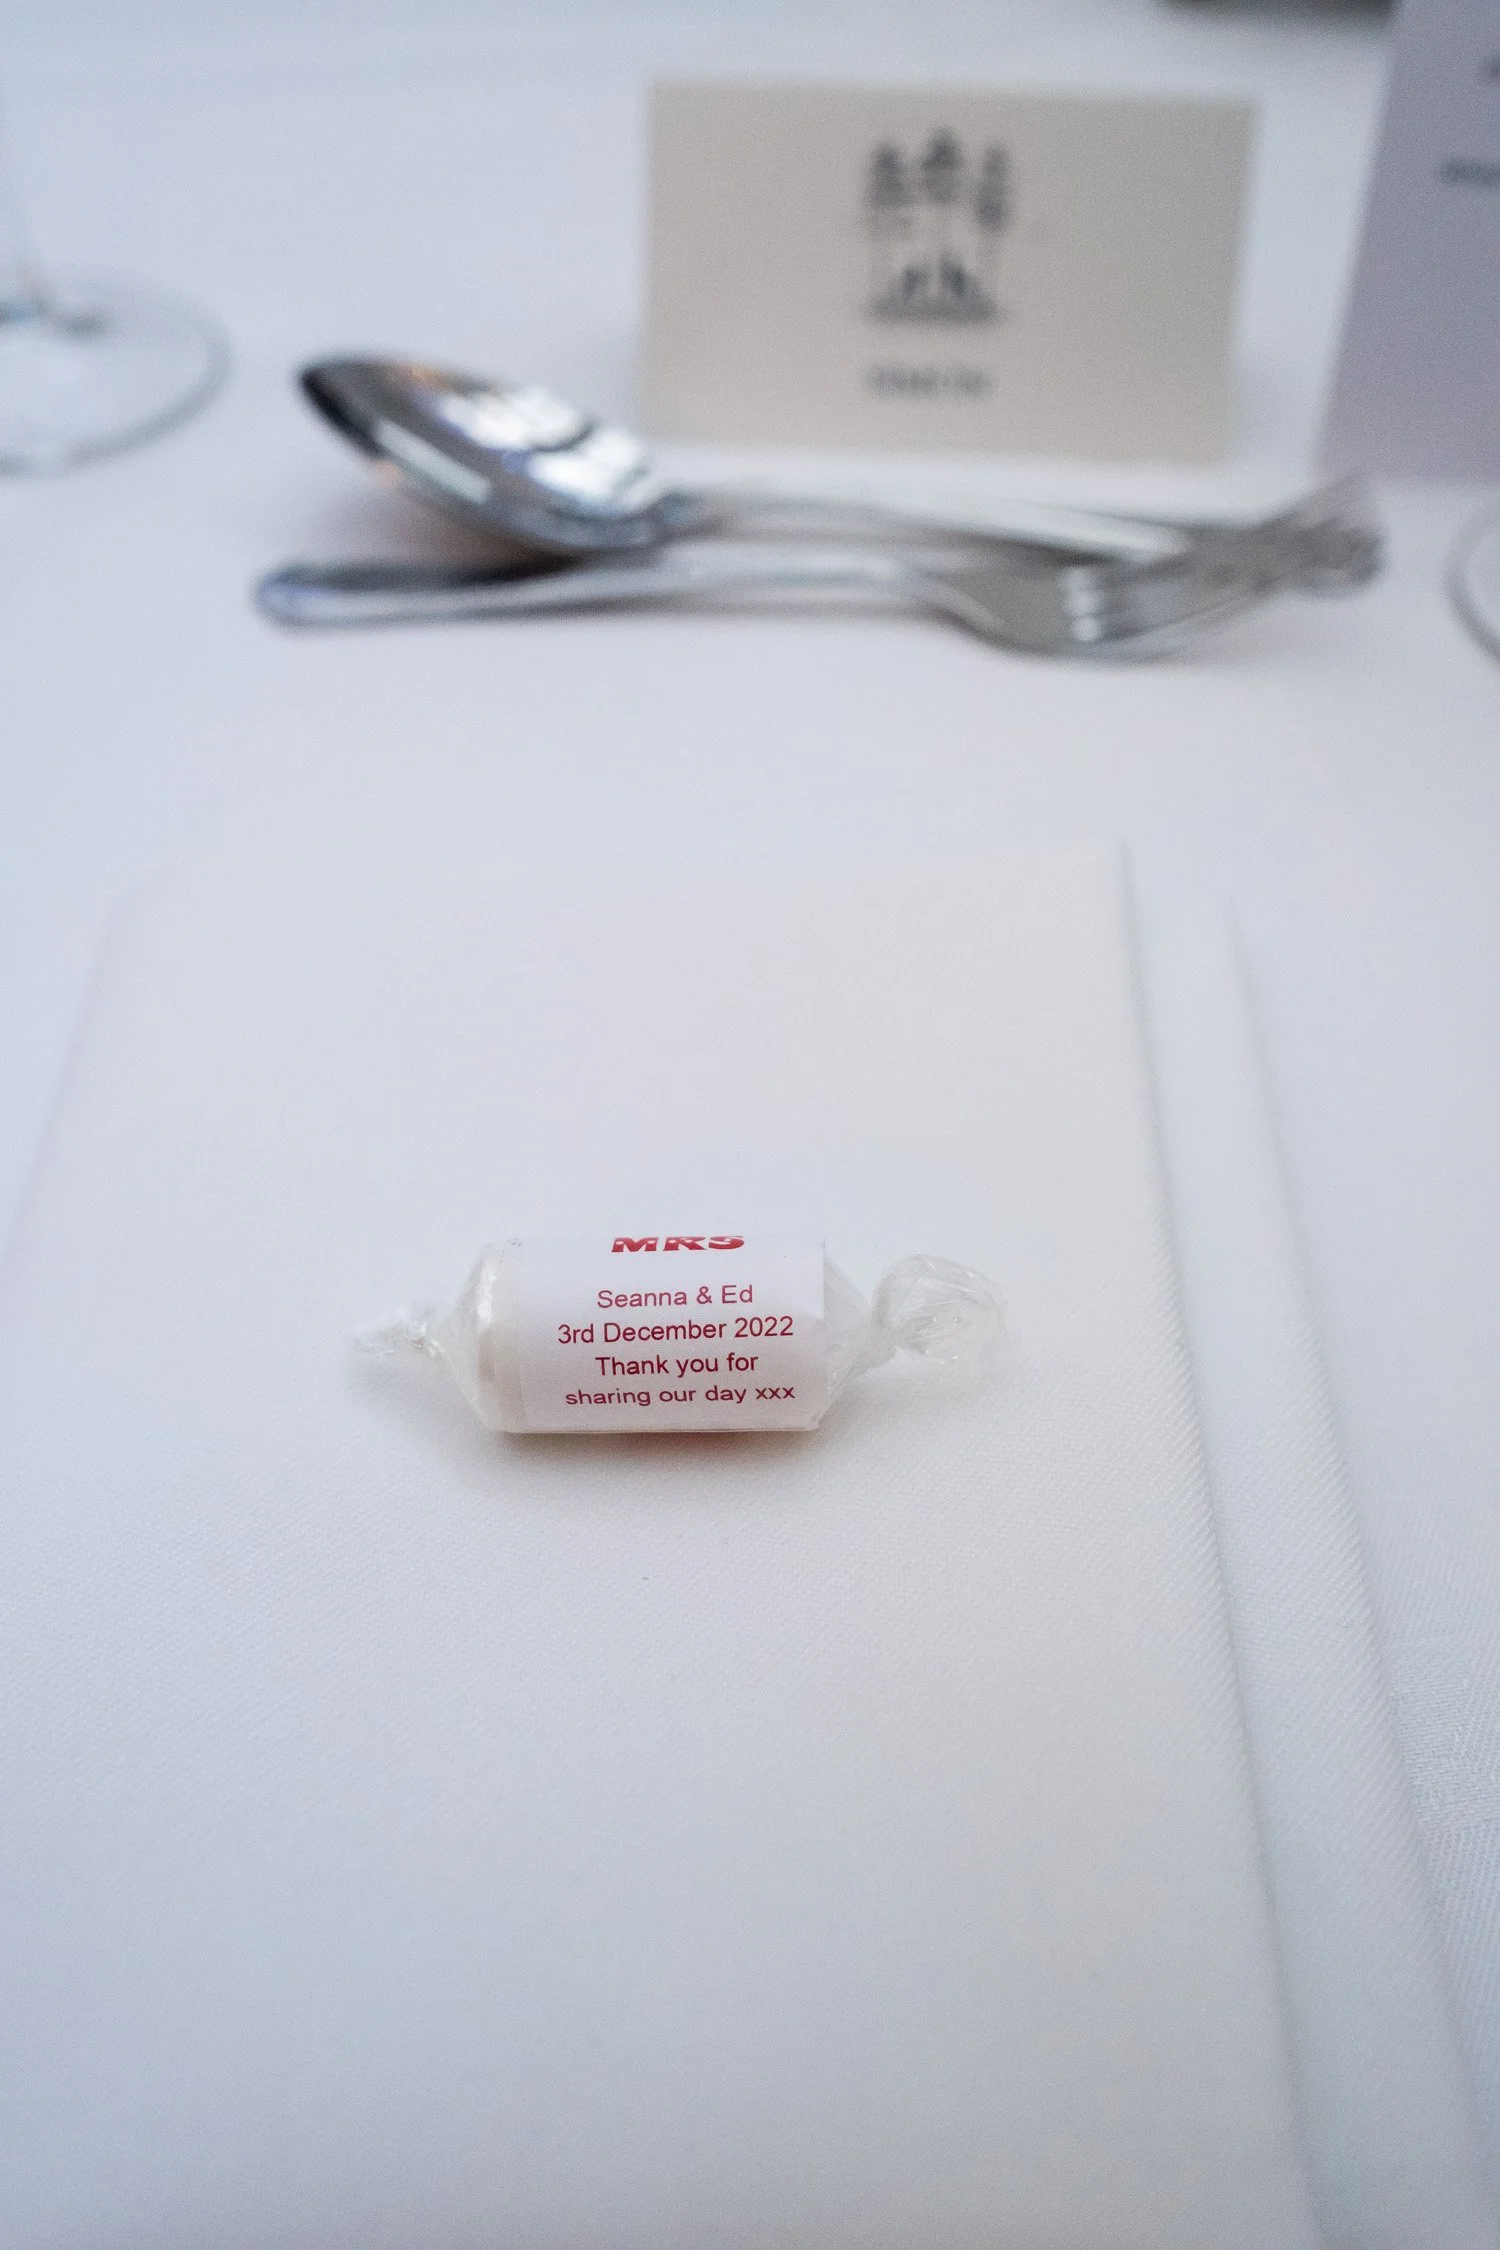 MRS
Seanna & Ed
3rd December 2022
Thank you for
sharing our day xxx